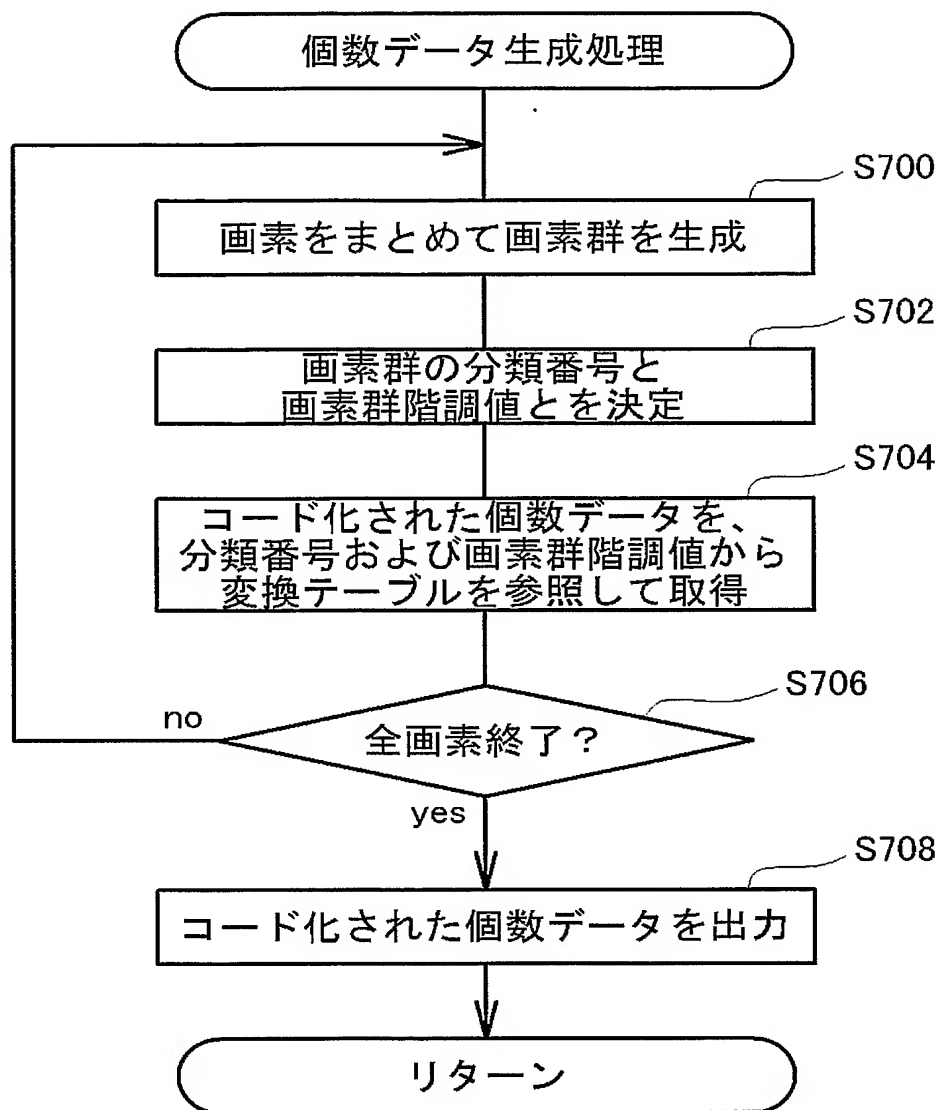 個数データ生成処理
S700
画素をまとめて画素群を生成
S702
画素群の分類番号と
画素群階調値とを決定
S704
コード化された個数データを、
分類番号および画素群階調値から
変換テーブルを参照して取得
S706
no
全画素終了？
yes
S708
コード化された個数データを出力
リターン